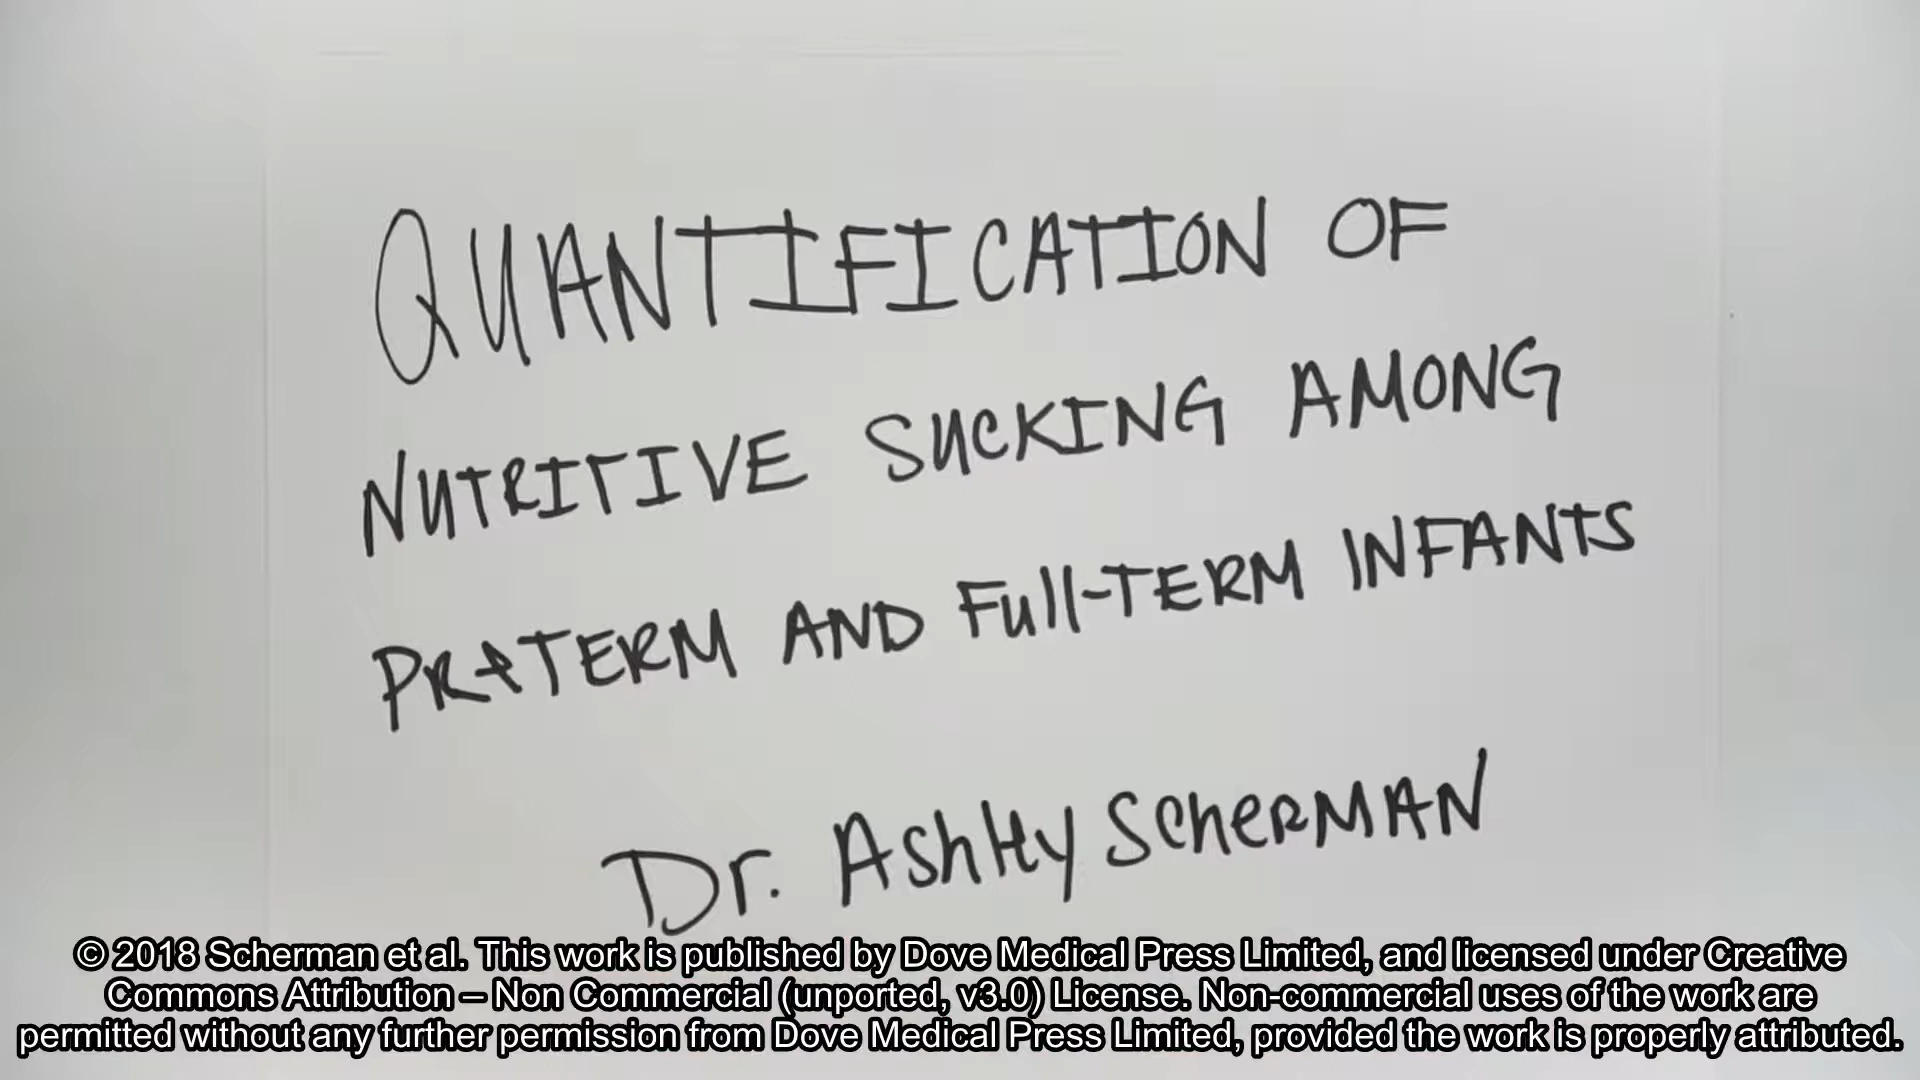 QUANTIFICATION OF
NUTRITIVE SUCKING AMONG
PRETERM AND Full-TERM INFANTS
Dr. Ashley Scherman
© 2018 Scherman et al. This work is published by Dove Medical Press Limited, and licensed under Creative
Commons Attribution – Non Commercial (unported, v3.0) License. Non-commercial uses of the work are
permitted without any further permission from Dove Medical Press Limited, provided the work is properly attributed.